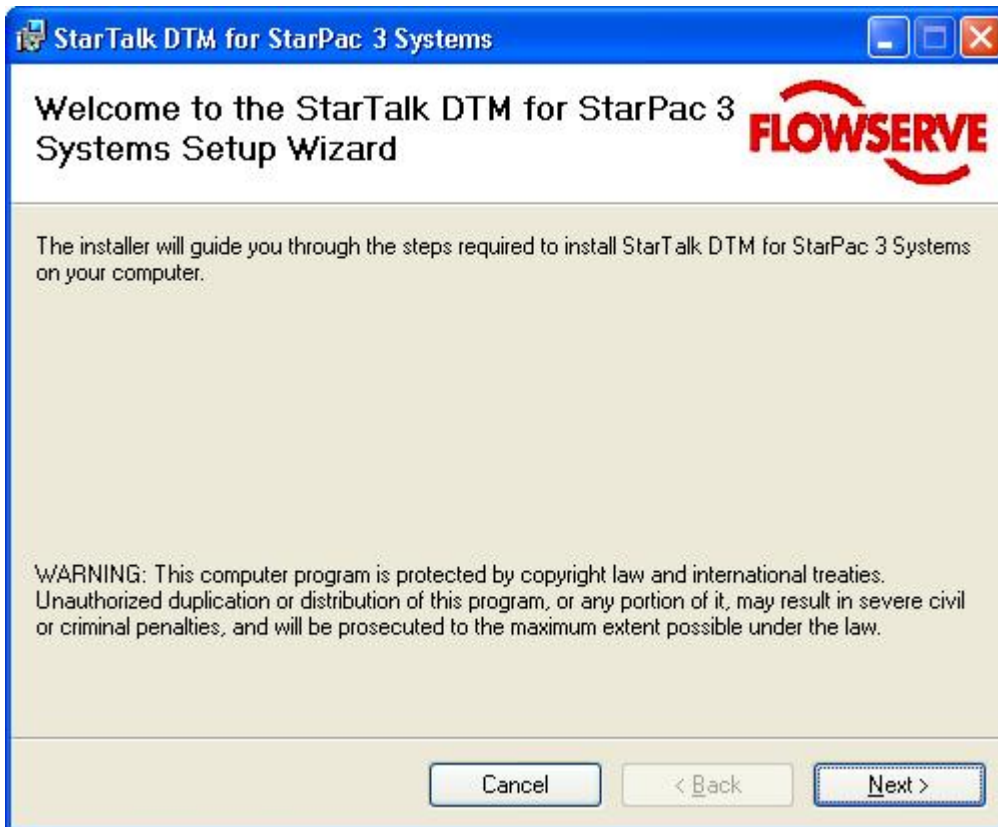 StarTalk DTM for StarPac 3 Systems
Welcome to the StarTalk DTM for StarPac 3
Systems Setup Wizard
FLOWSERVE
The installer will guide you through the steps required to install StarTalk DTM for StarPac 3 Systems
on your computer.
WARNING: This computer program is protected by copyright law and international treaties.
Unauthorized duplication or distribution of this program, or any portion of it, may result in severe civil
or criminal penalties, and will be prosecuted to the maximum extent possible under the law.
Cancel
< Back
Next >